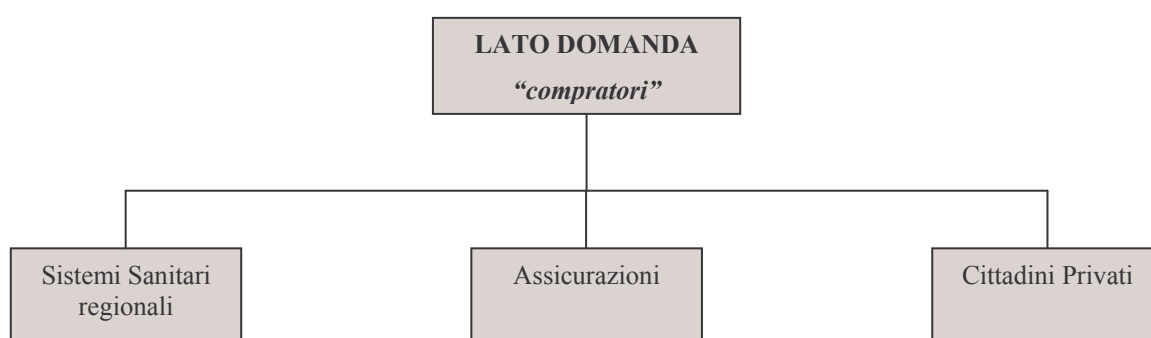 LATO DOMANDA
“compratori”
Sistemi Sanitari
regionali
Assicurazioni
Cittadini Privati